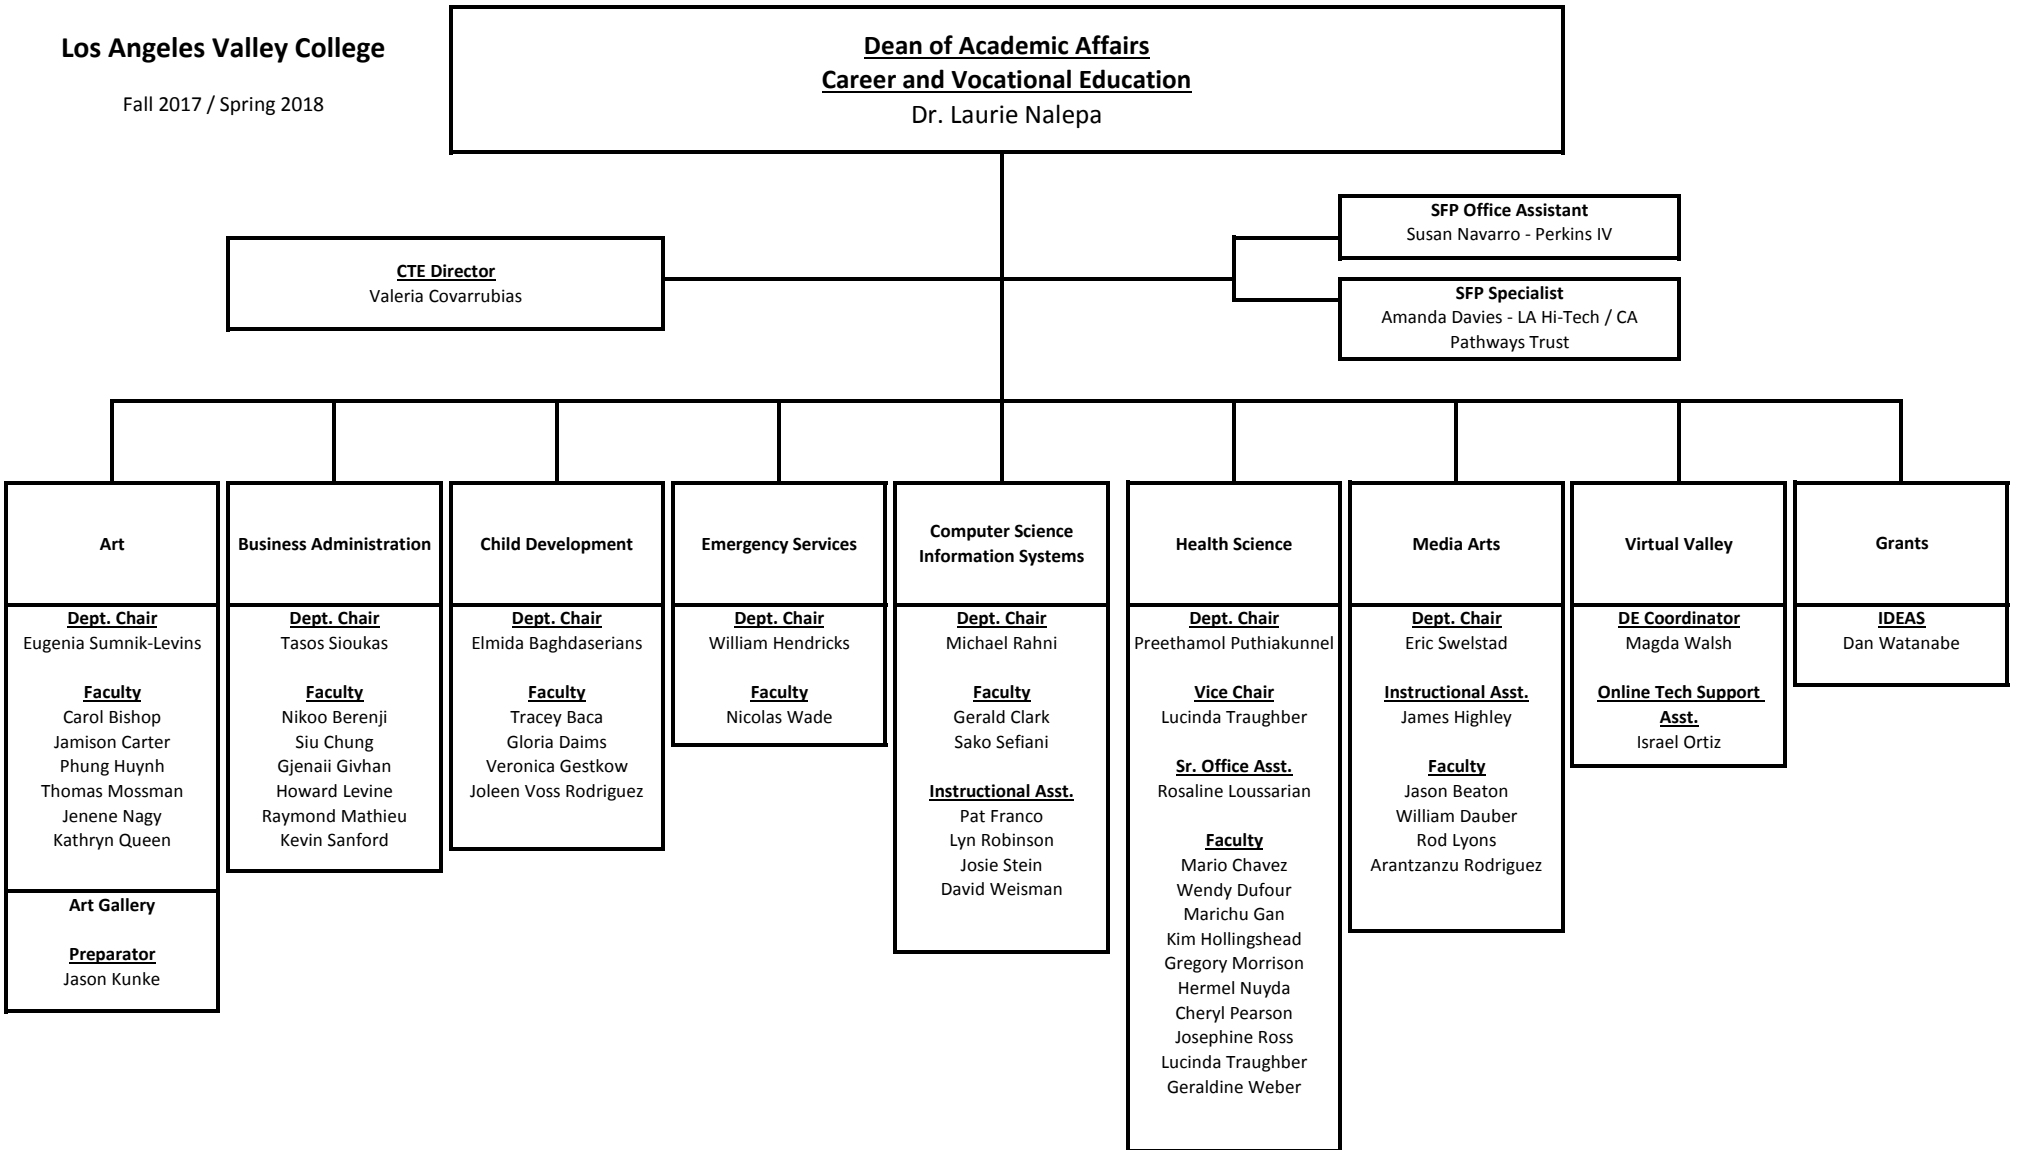 Los Angeles Valley College
Fall 2017 / Spring 2018
Dean of Academic Affairs
Career and Vocational Education
Dr. Laurie Nalepa
SFP Office Assistant
Susan Navarro - Perkins IV
CTE Director
Valeria Covarrubias
SFP Specialist
Amanda Davies - LA Hi-Tech / CA
Pathways Trust
Art
Dept. Chair
Eugenia Sumnik-Levins
Faculty
Carol Bishop
Jamison Carter
Phung Huynh
Thomas Mossman
Jenene Nagy
Kathryn Queen
Art Gallery
Preparator
Jason Kunke
Business Administration
Dept. Chair
Tasos Sioukas
Faculty
Nikoo Berenji
Siu Chung
Gjenaii Givhan
Howard Levine
Raymond Mathieu
Kevin Sanford
Child Development
Dept. Chair
Elmida Baghdaserians
Faculty
Tracey Baca
Gloria Daims
Veronica Gestkow
Joleen Voss Rodriguez
Emergency Services
Dept. Chair
William Hendricks
Faculty
Nicolas Wade
Computer Science
Information Systems
Dept. Chair
Michael Rahni
Faculty
Gerald Clark
Sako Sefiani
Instructional Asst.
Pat Franco
Lyn Robinson
Josie Stein
David Weisman
Health Science
Dept. Chair
Preethamol Puthiakunnel
Vice Chair
Lucinda Traughber
Sr. Office Asst.
Rosaline Loussarian
Faculty
Mario Chavez
Wendy Dufour
Marichu Gan
Kim Hollingshead
Gregory Morrison
Hermel Nuyda
Cheryl Pearson
Josephine Ross
Lucinda Traughber
Geraldine Weber
Media Arts
Dept. Chair
Eric Swelstad
Instructional Asst.
James Highley
Faculty
Jason Beaton
William Dauber
Rod Lyons
Arantzanzu Rodriguez
Virtual Valley
DE Coordinator
Magda Walsh
Online Tech Support
Asst.
Israel Ortiz
Grants
IDEAS
Dan Watanabe